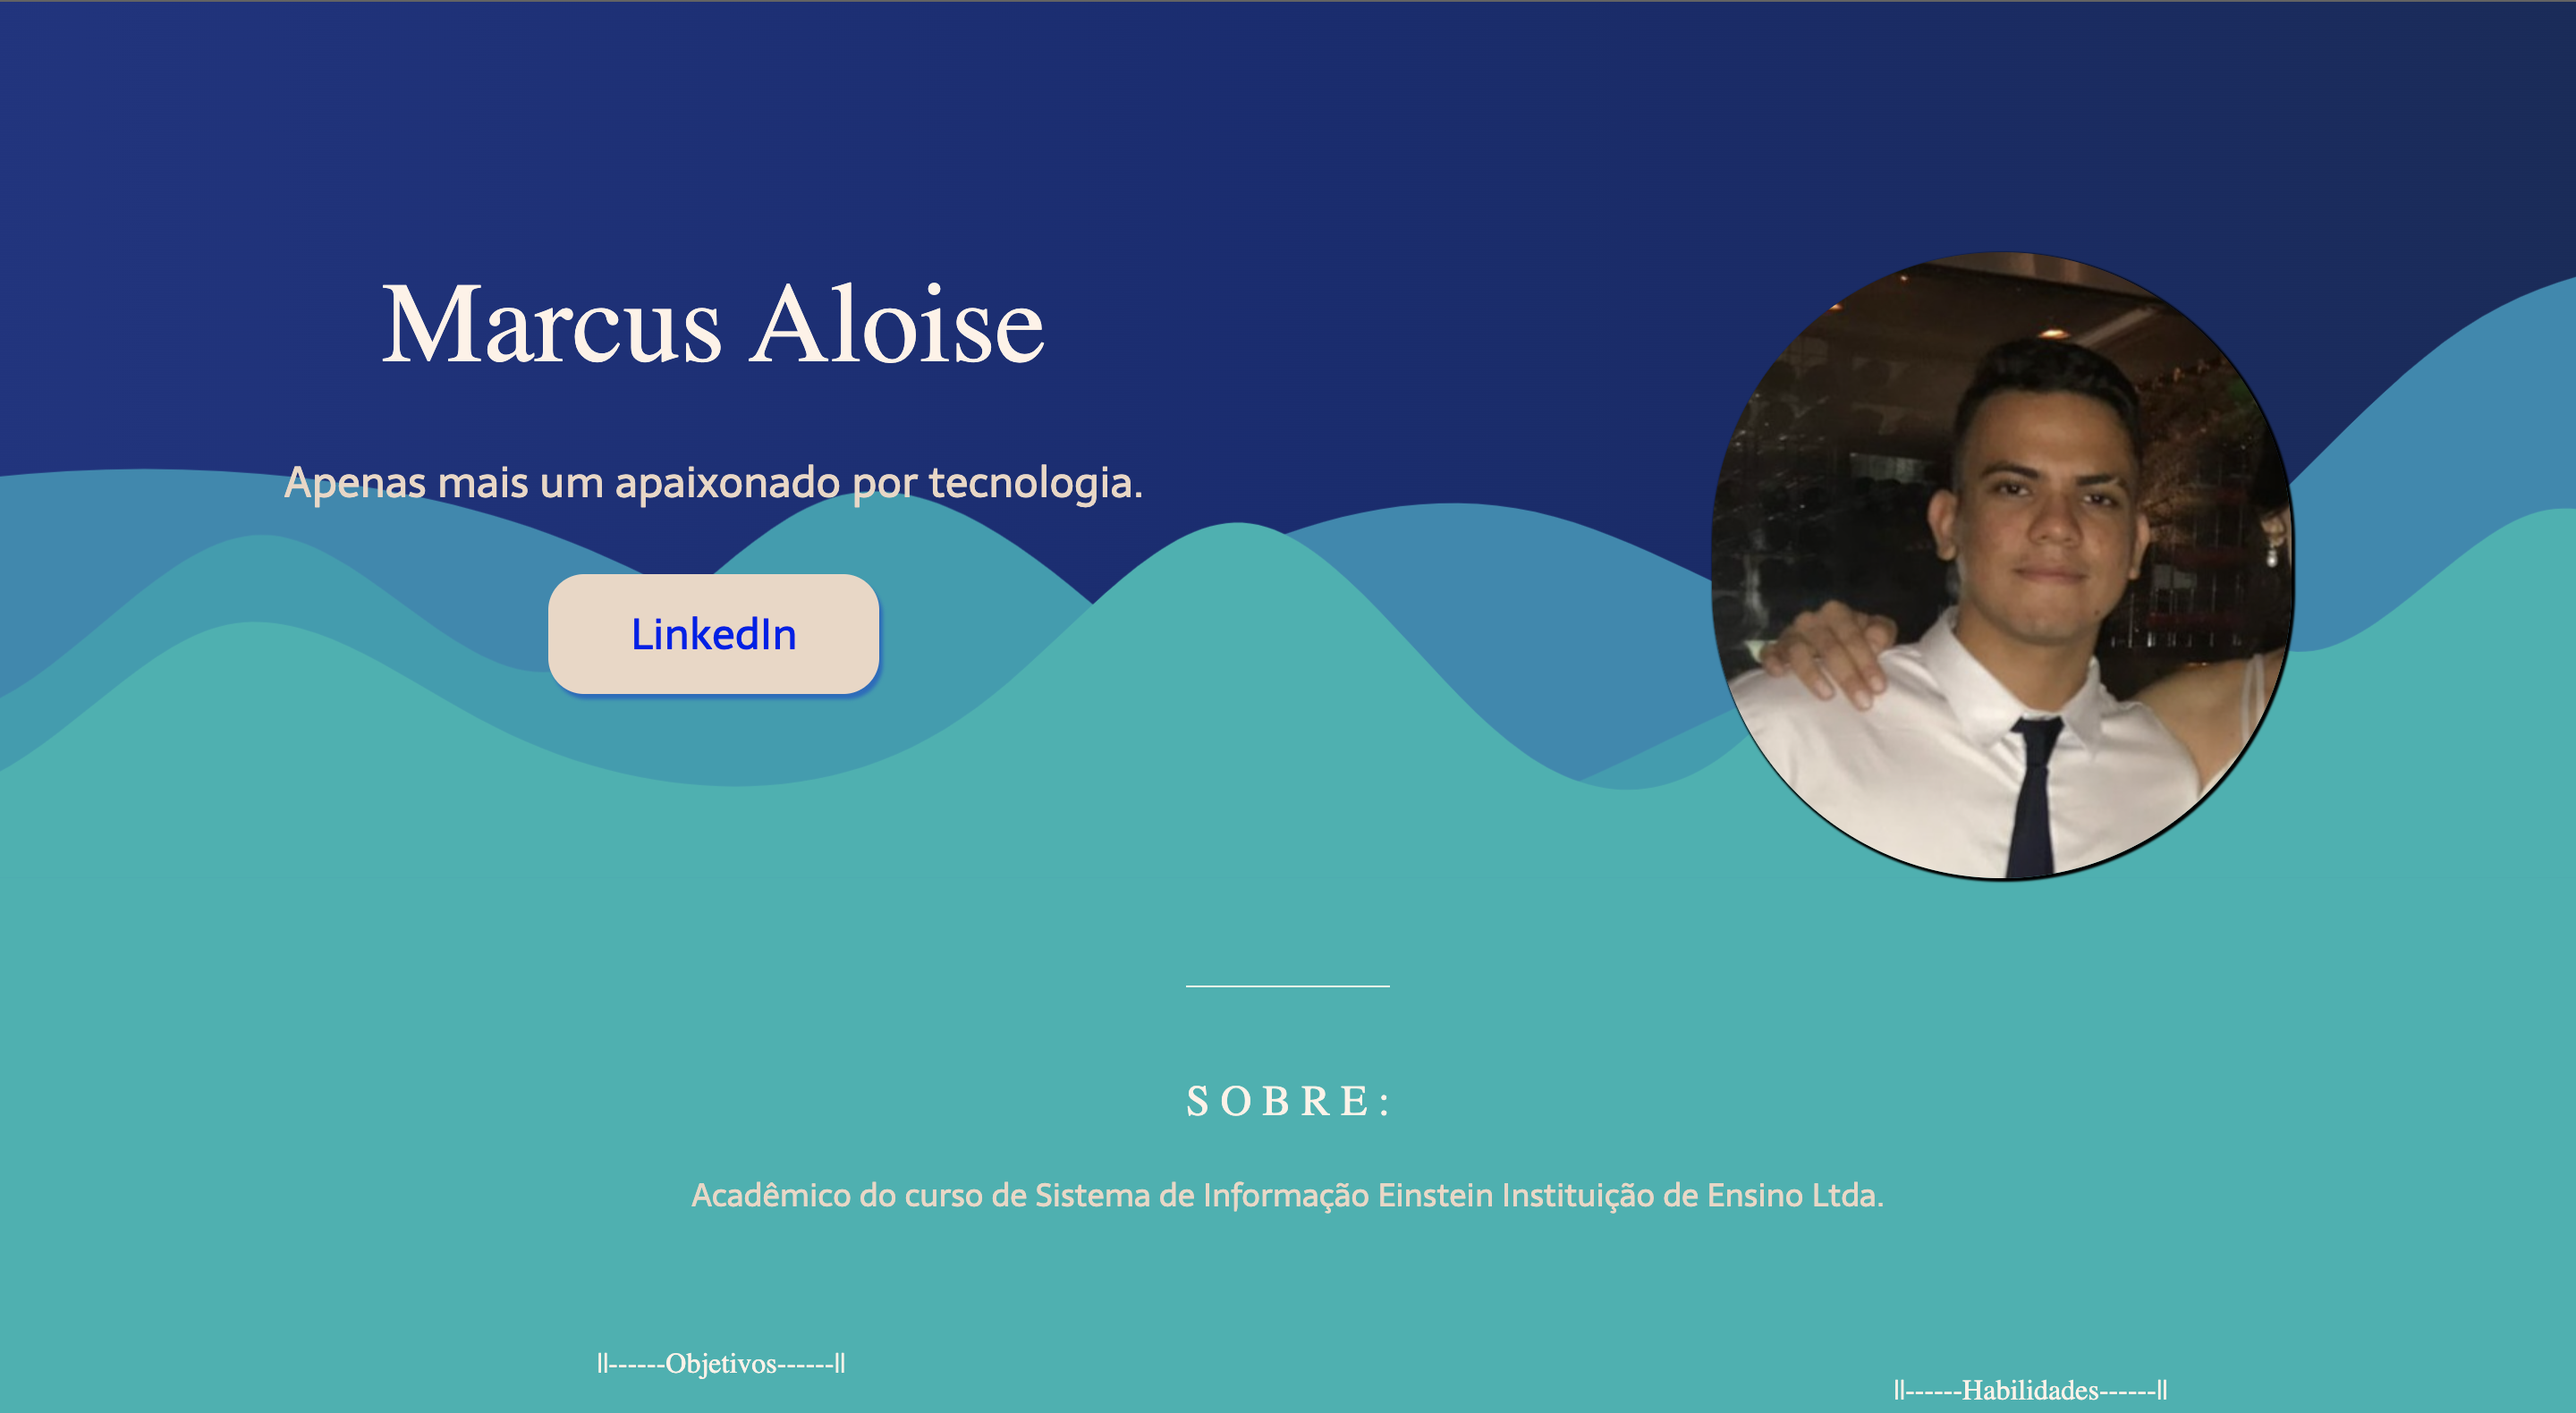 Marcus Aloise
Apenas mais um apaixonado por tecnologia.
LinkedIn
SOBRE:
Acadêmico do curso de Sistema de Informação Einstein Instituição de Ensino Ltda.
||------Objetivos------||
||------Habilidades------||